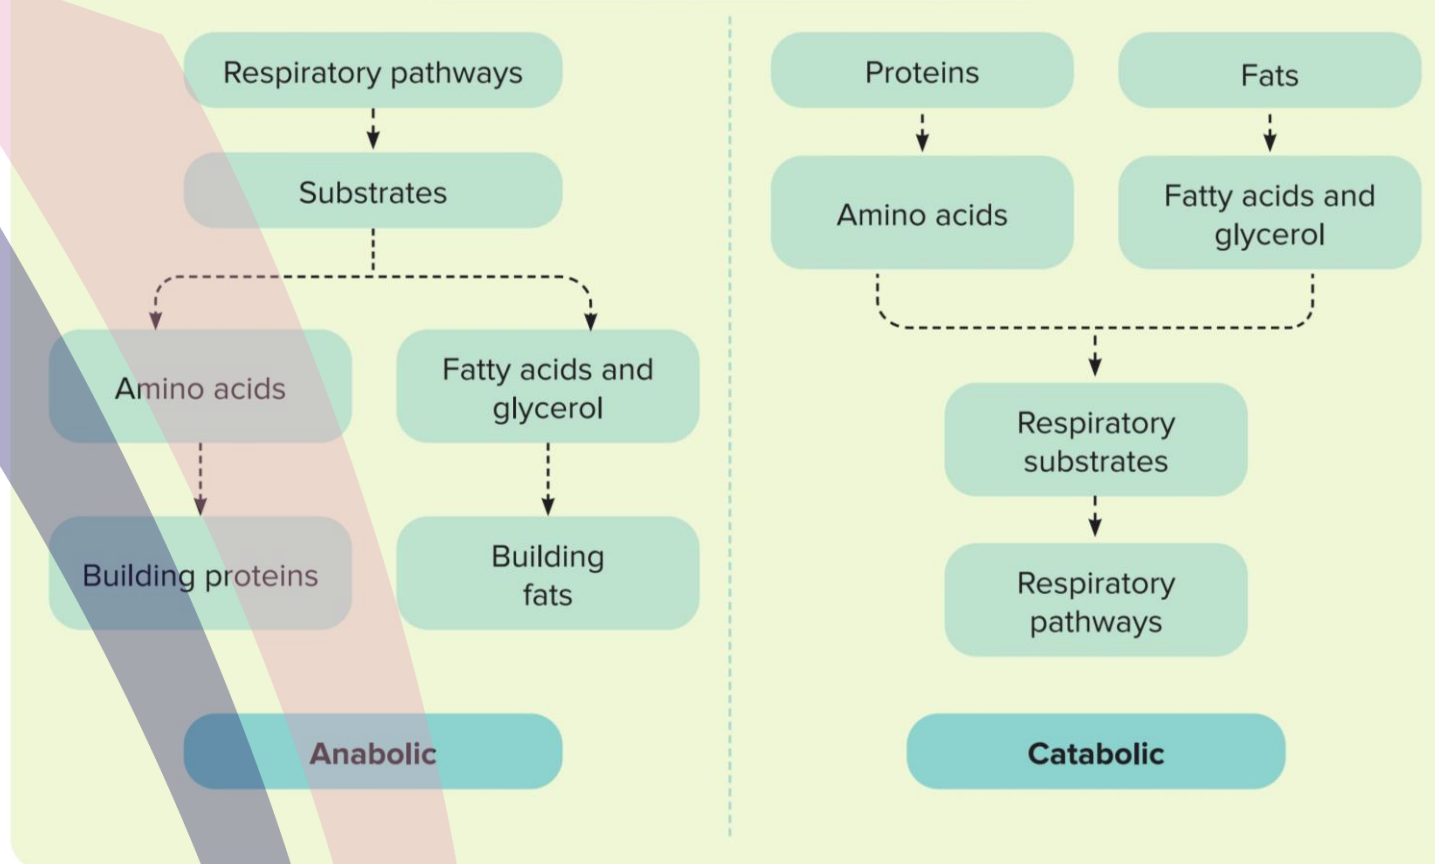 Respiratory pathways
Substrates
Amino acids
Fatty acids and
glycerol
Building proteins
Building
fats
Anabolic
Proteins
Fats
Amino acids
Fatty acids and
glycerol
Respiratory
substrates
Respiratory
pathways
Catabolic